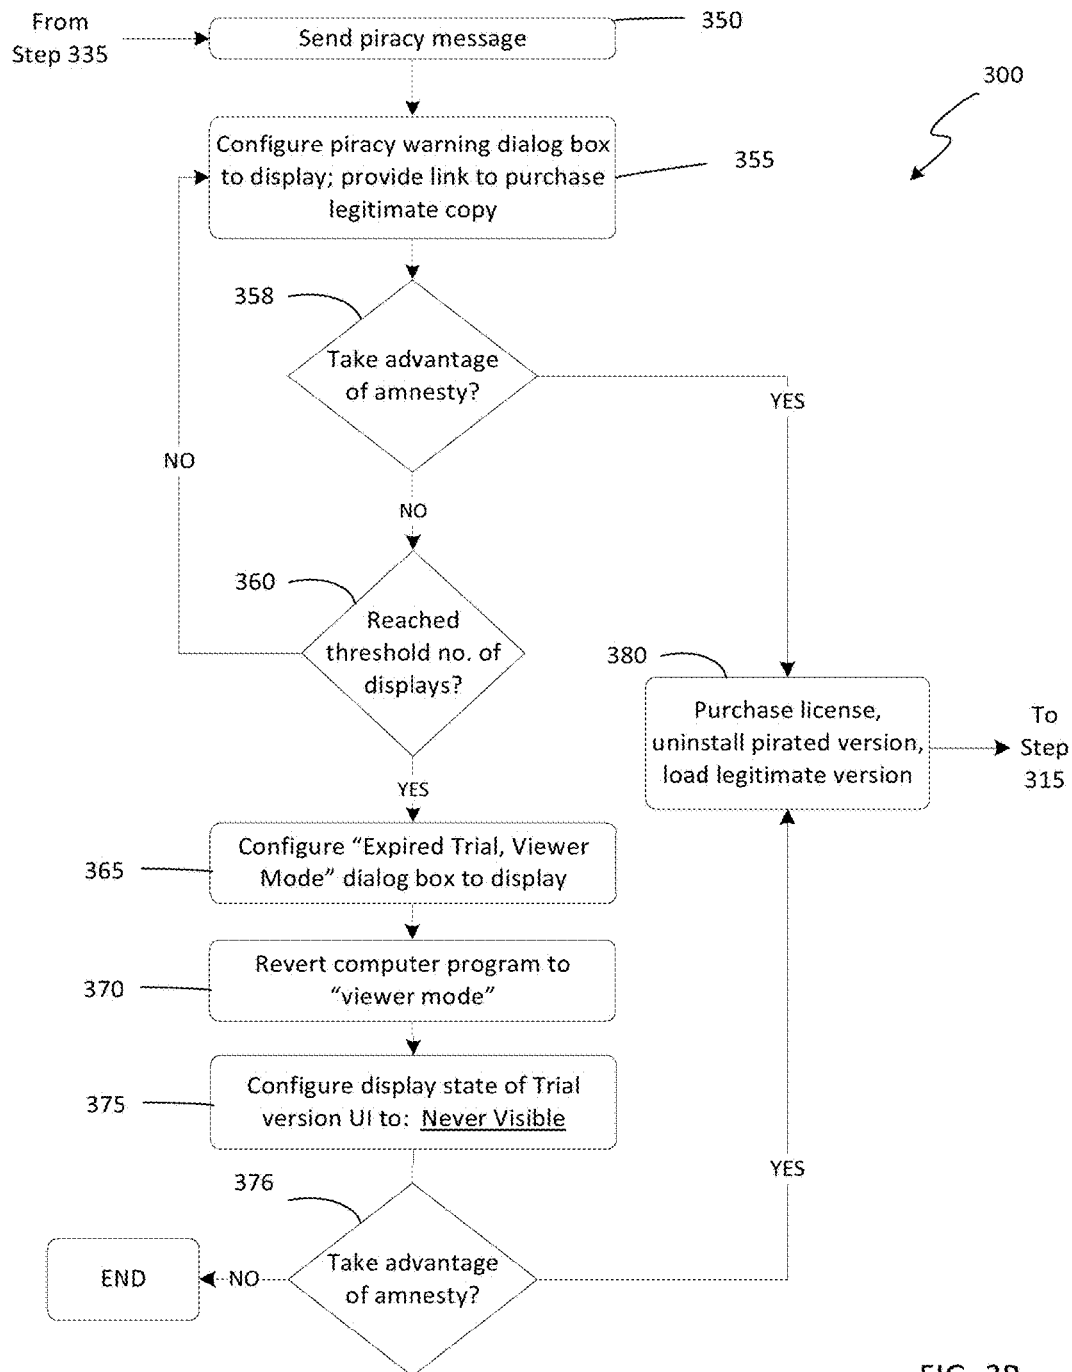 From
Step 335
Send piracy message
350
300
Configure piracy warning dialog box
to display; provide link to purchase
legitimate copy
355
358
Take advantage
of amnesty?
YES
NO
NO
360
Reached
threshold no. of
displays?
380
Purchase license,
uninstall pirated version,
load legitimate version
To
Step
315
YES
365
Configure “Expired Trial, Viewer
Mode” dialog box to display
370
Revert computer program to
“viewer mode”
375
Configure display state of Trial
version UI to: Never Visible
376
YES
Take advantage
of amnesty?
NO
END